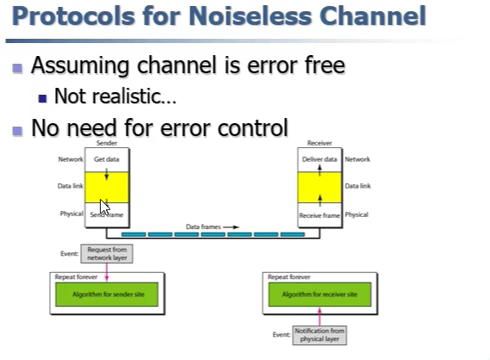 Protocols for Noiseless Channel
Assuming channel is error free
Not realistic...
No need for error control
Sender
Receiver
Network
Get data
Deliver data
Network
Data link
Data link
Physical
Send frame
Data frames
Receive frame
Physical
Event:
Request from
network layer
Repeat forever
Repeat forever
Algorithm for sender site
Algorithm for receiver site
Event:
Notification from
physical layer